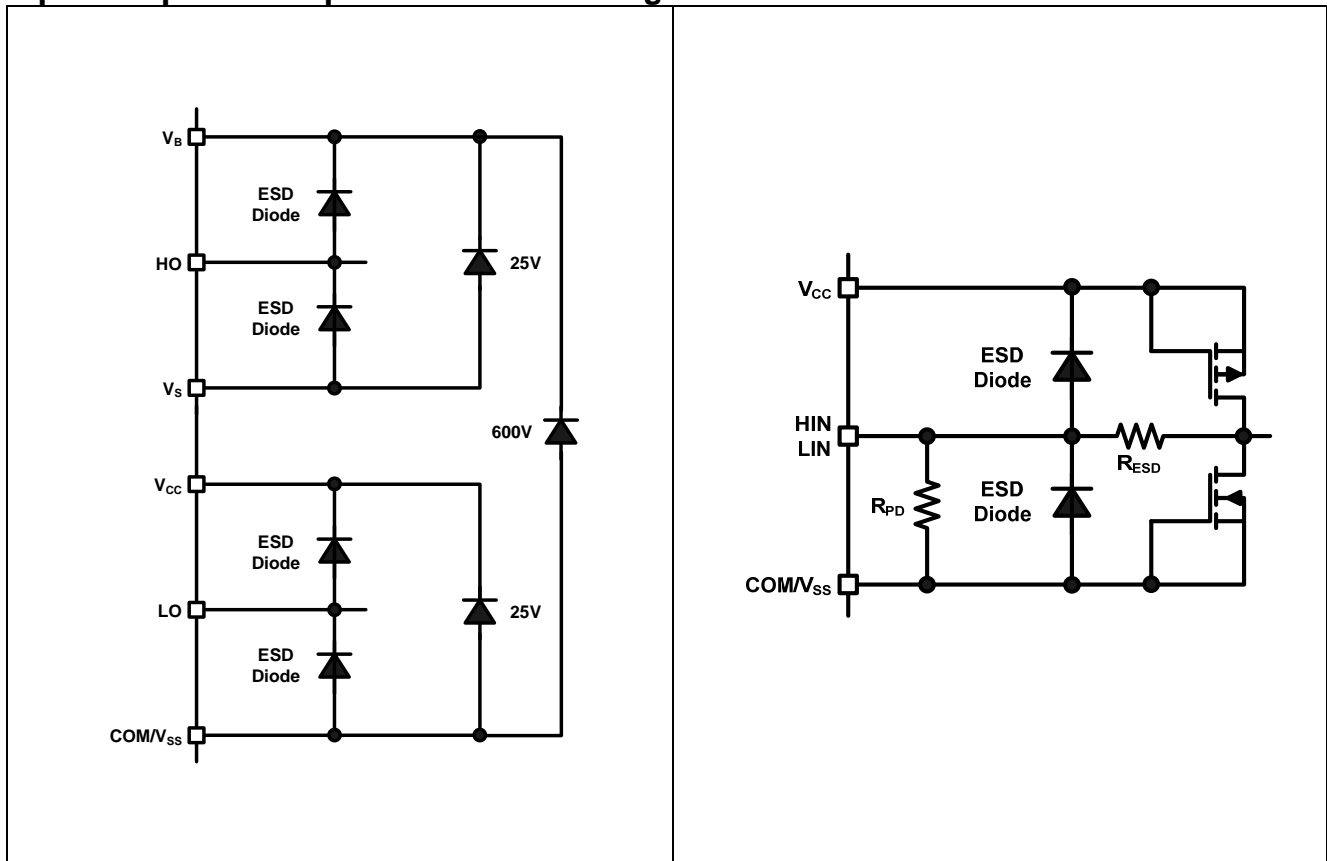 V_B
ESD
Diode
HO
ESD
Diode
25V
V_S
600V
V_CC
ESD
Diode
LO
25V
ESD
Diode
COM/V_SS
V_CC
ESD
Diode
HIN
LIN
R_ESD
R_PD
ESD
Diode
COM/V_SS